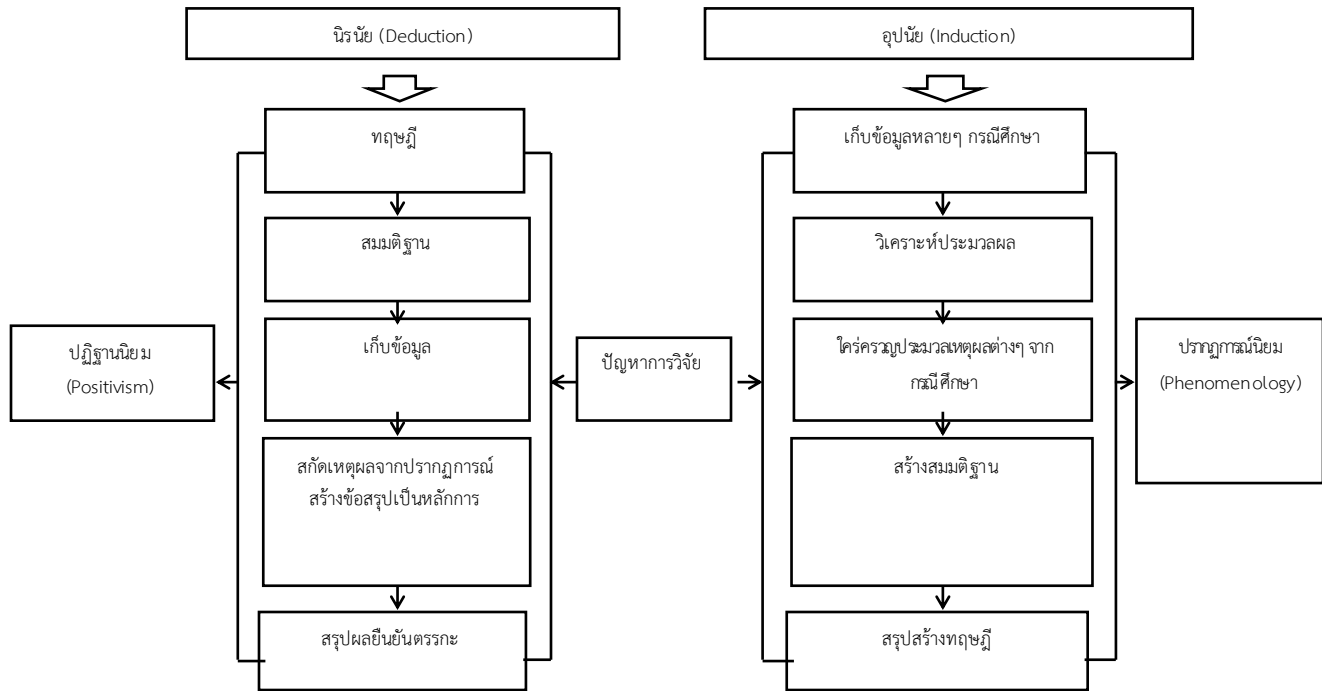 นิรนัย (Deduction)
อุปนัย (Induction)
ทฤษฎี
เก็บข้อมูลหลายๆ กรณีศึกษา
สมมติฐาน
วิเคราะห์ประมวลผล
ปฏิฐานนิยม
(Positivism)
เก็บข้อมูล
ปัญหาการวิจัย
ใคร่ครวญประมวลเหตุผลต่างๆ จาก
กรณีศึกษา
ปรากฏการณ์นิยม
(Phenomenology)
สกัดเหตุผลจากปรากฏการณ์
สร้างข้อสรุปเป็นหลักการ
สร้างสมมติฐาน
สรุปผลยืนยันตรรกะ
สรุปสร้างทฤษฎี